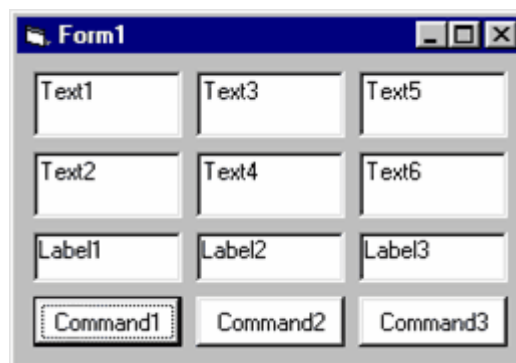 Form1
Text1 Text3 Text5
Text2 Text4 Text6
Label1 Label2 Label3
Command1 Command2 Command3